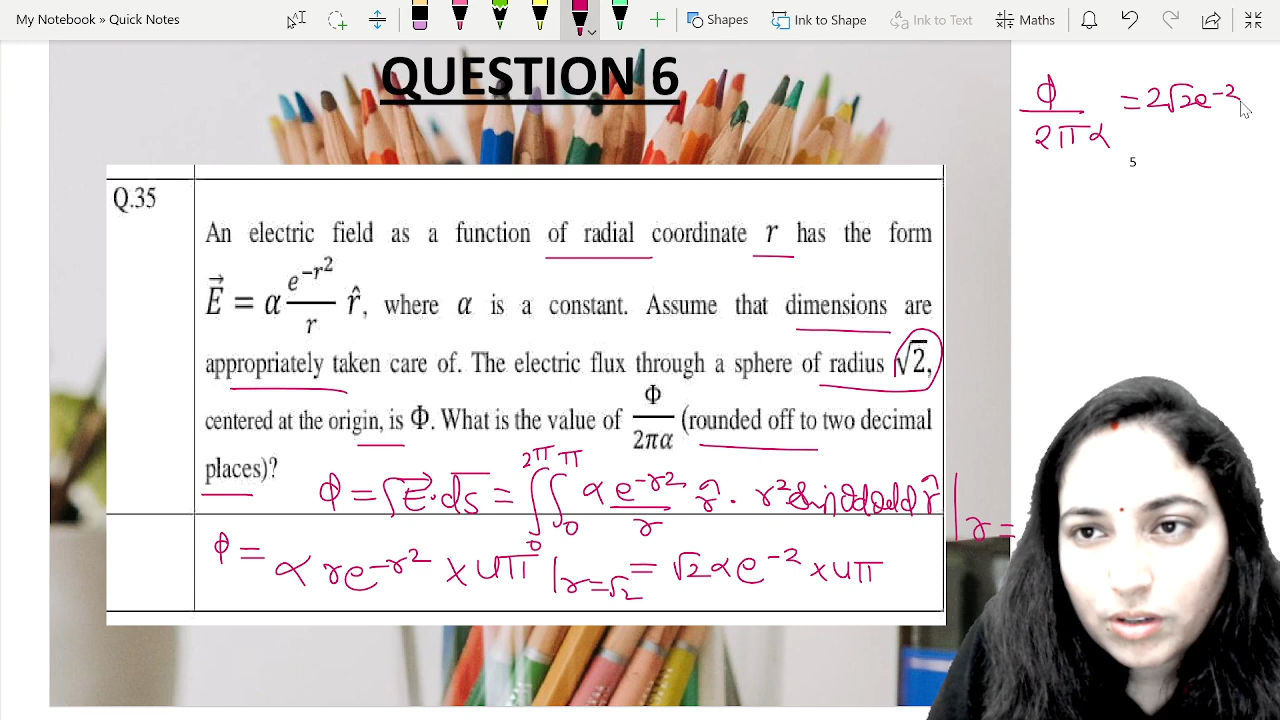 My Notebook » Quick Notes
Shapes
Ink to Shape
Ink to Text
Maths
QUESTION 6
Φ/2πα = 2√2e⁻²
5
Q.35
An electric field as a function of radial coordinate r has the form
E⃗ = α e^(−r²)/r r̂, where α is a constant. Assume that dimensions are
appropriately taken care of. The electric flux through a sphere of radius √2,
centered at the origin, is Φ. What is the value of Φ/2πα (rounded off to two decimal
places)?
ϕ = ∫E⃗·ds = ∫₀^2π ∫₀^π α e^(−r²)/r r̂ · r² sinθdθdϕ r̂ |r=
ϕ = α re^(−r²) × 4π |r=√2 = √2 α e⁻² × 4π